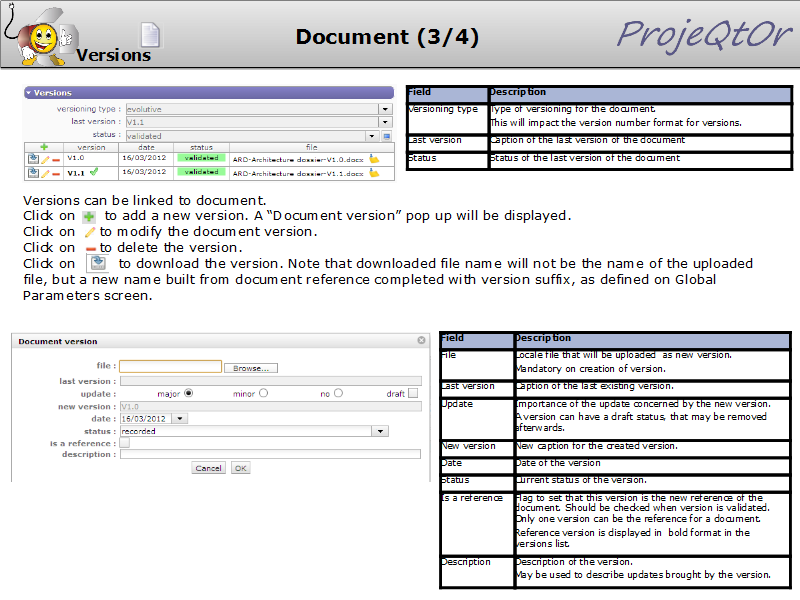 Versions
Document (3/4)
ProjeQtOr
Versions
versioning type : evolutive
last version : V1.1
status : validated
version date status file
V1.0 16/03/2012 validated ARD-Architecture dossier-V1.0.docx
V1.1 16/03/2012 validated ARD-Architecture dossier-V1.1.docx
Field Description
Versioning type Type of versioning for the document.
This will impact the version number format for versions.
Last version Caption of the last version of the document
Status Status of the last version of the document
Versions can be linked to document.
Click on to add a new version. A “Document version” pop up will be displayed.
Click on to modify the document version.
Click on to delete the version.
Click on to download the version. Note that downloaded file name will not be the name of the uploaded
file, but a new name built from document reference completed with version suffix, as defined on Global
Parameters screen.
Document version
file : Browse...
last version :
update : major minor no draft
new version : V1.0
date : 16/03/2012
status : recorded
is a reference :
description :
Cancel OK
Field Description
File Locale file that will be uploaded as new version.
Mandatory on creation of version.
Last version Caption of the last existing version.
Update Importance of the update concerned by the new version.
A version can have a draft status, that may be removed
afterwards.
New version New caption for the created version.
Date Date of the version
Status Current status of the version.
Is a reference Flag to set that this version is the new reference of the
document. Should be checked when version is validated.
Only one version can be the reference for a document.
Reference version is displayed in bold format in the
versions list.
Description Description of the version.
May be used to describe updates brought by the version.